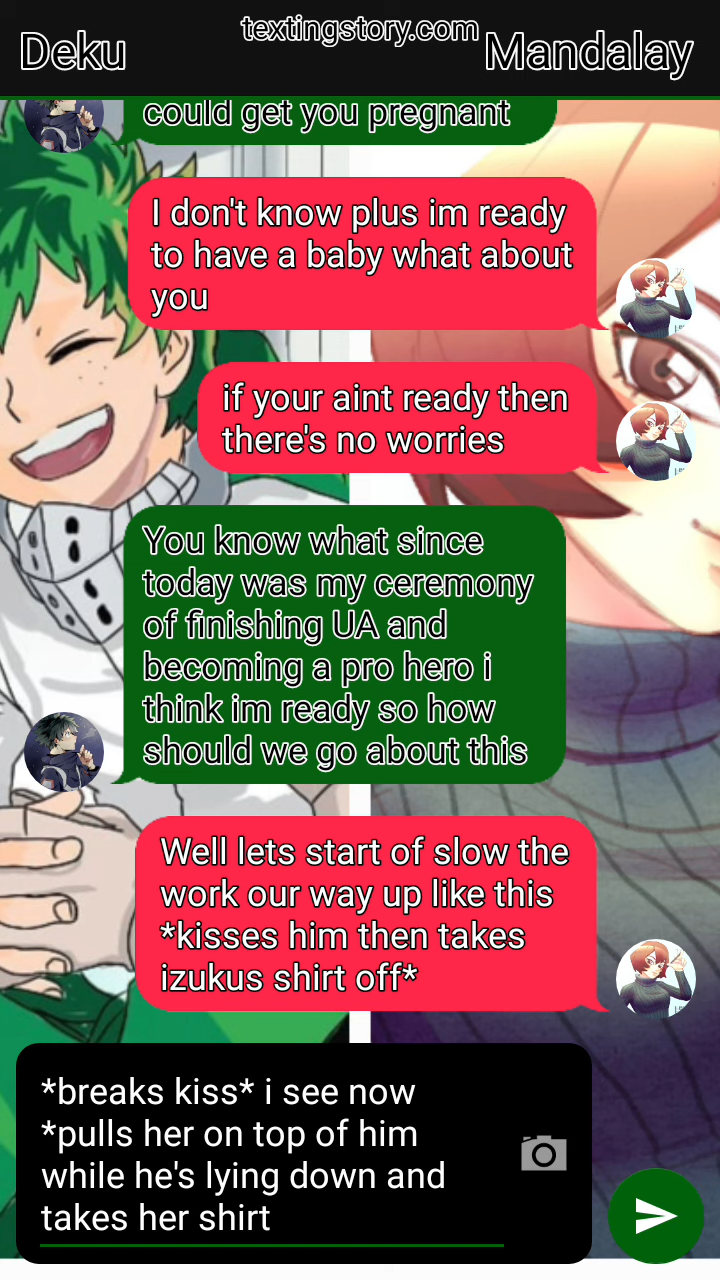 textingstory.com
Deku
Mandalay
could get you pregnant
I don't know plus im ready
to have a baby what about
you
if your aint ready then
there's no worries
You know what since
today was my ceremony
of finishing UA and
becoming a pro hero i
think im ready so how
should we go about this
Well lets start of slow the
work our way up like this
*kisses him then takes
izukus shirt off*
*breaks kiss* i see now
*pulls her on top of him
while he's lying down and
takes her shirt